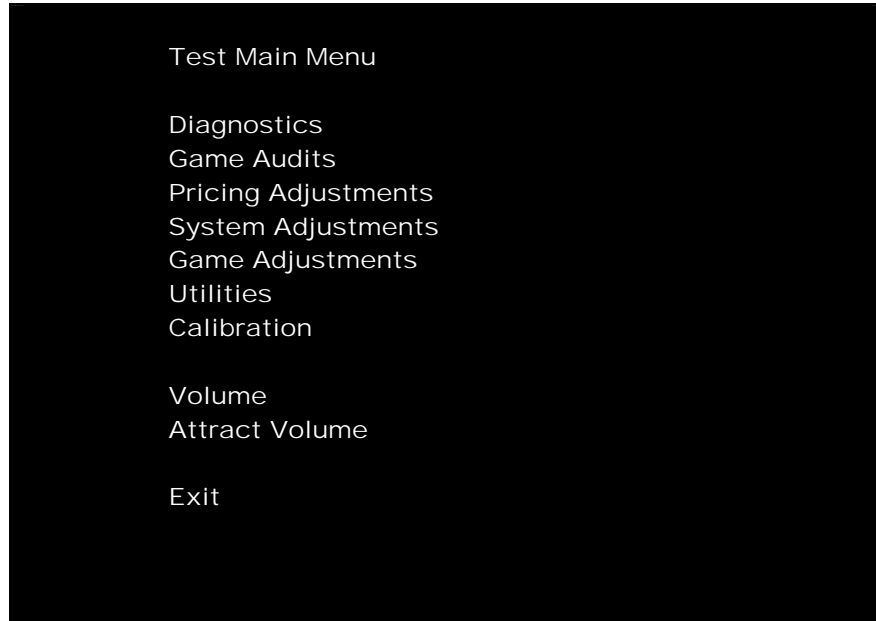 Test Main Menu
Diagnostics
Game Audits
Pricing Adjustments
System Adjustments
Game Adjustments
Utilities
Calibration
Volume
Attract Volume
Exit